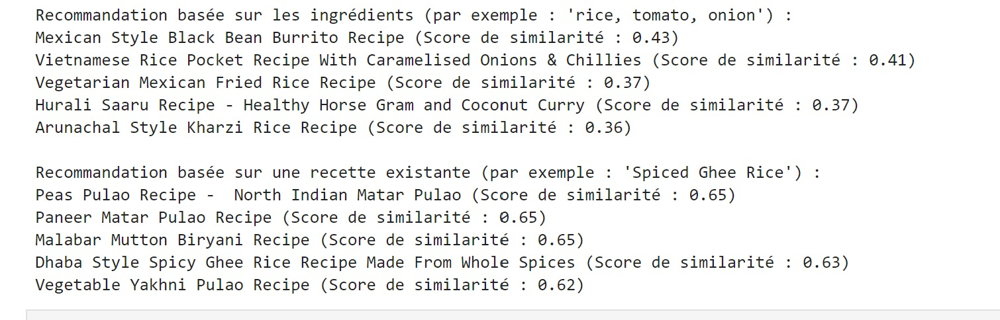 Recommandation basée sur les ingrédients (par exemple : 'rice, tomato, onion') :
Mexican Style Black Bean Burrito Recipe (Score de similarité : 0.43)
Vietnamese Rice Pocket Recipe With Caramelised Onions & Chillies (Score de similarité : 0.41)
Vegetarian Mexican Fried Rice Recipe (Score de similarité : 0.37)
Hurali Saaru Recipe - Healthy Horse Gram and Coconut Curry (Score de similarité : 0.37)
Arunachal Style Kharzi Rice Recipe (Score de similarité : 0.36)
Recommandation basée sur une recette existante (par exemple : 'Spiced Ghee Rice') :
Peas Pulao Recipe -  North Indian Matar Pulao (Score de similarité : 0.65)
Paneer Matar Pulao Recipe (Score de similarité : 0.65)
Malabar Mutton Biryani Recipe (Score de similarité : 0.65)
Dhaba Style Spicy Ghee Rice Recipe Made From Whole Spices (Score de similarité : 0.63)
Vegetable Yakhni Pulao Recipe (Score de similarité : 0.62)